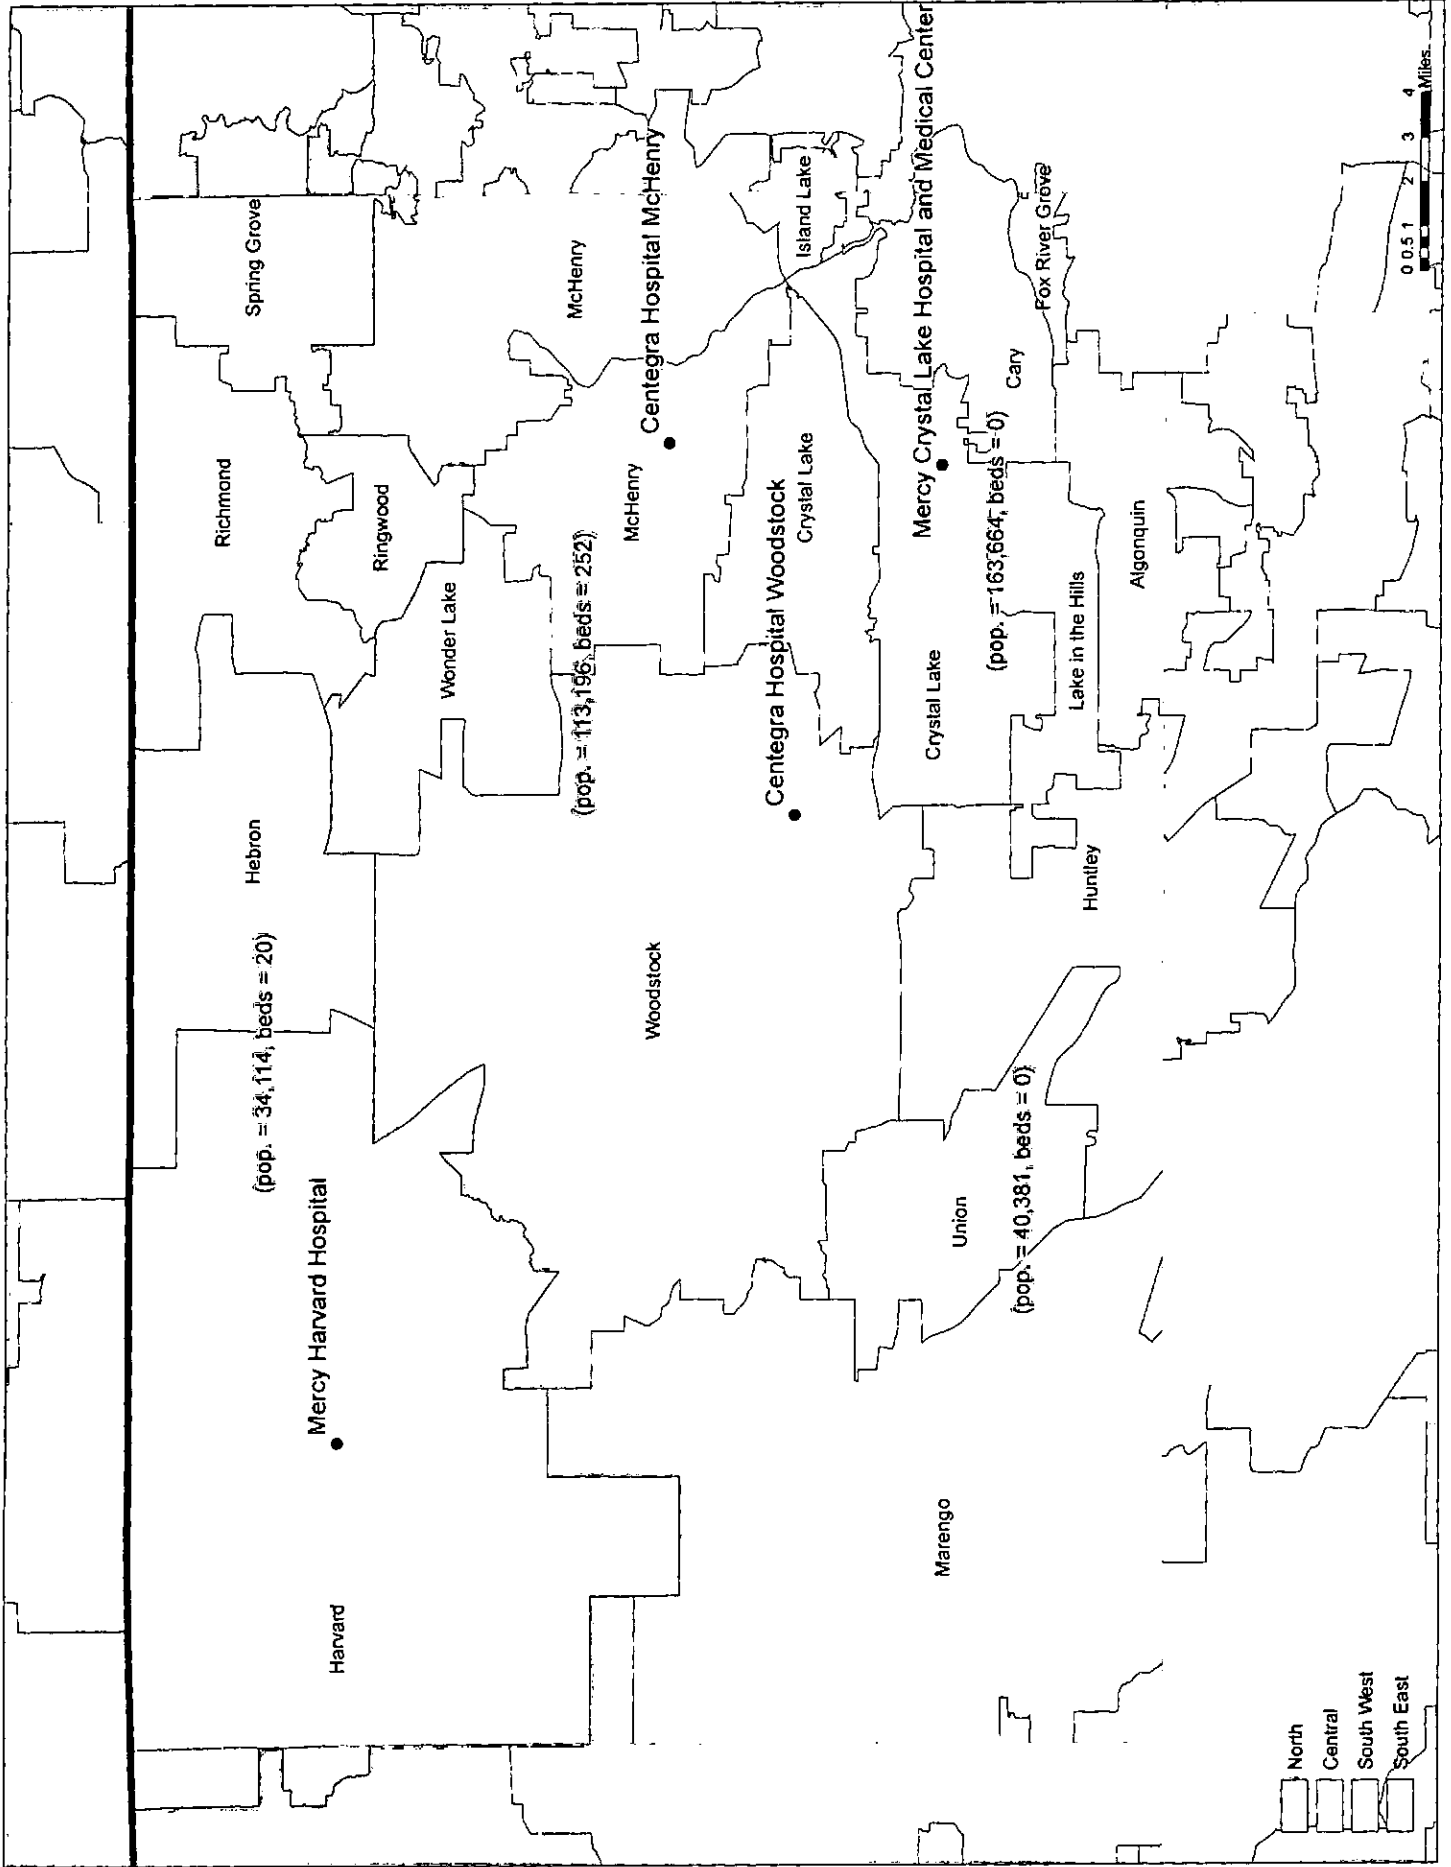 Spring Grove
Richmond
Hebron
(pop. = 34,114, beds = 20)
Mercy Harvard Hospital
Harvard
Ringwood
Wonder Lake
McHenry
Centegra Hospital McHenry
McHenry
(pop. = 113,196, beds = 252)
Woodstock
Centegra Hospital Woodstock
Crystal Lake
Island Lake
Mercy Crystal Lake Hospital and Medical Center
Crystal Lake
Cary
Fox River Grove
(pop. = 163,664, beds = 0)
Lake in the Hills
Algonquin
Huntley
Union
(pop. = 40,381, beds = 0)
Marengo
North
Central
South West
South East
0 0.5 1 2 3 4
Miles